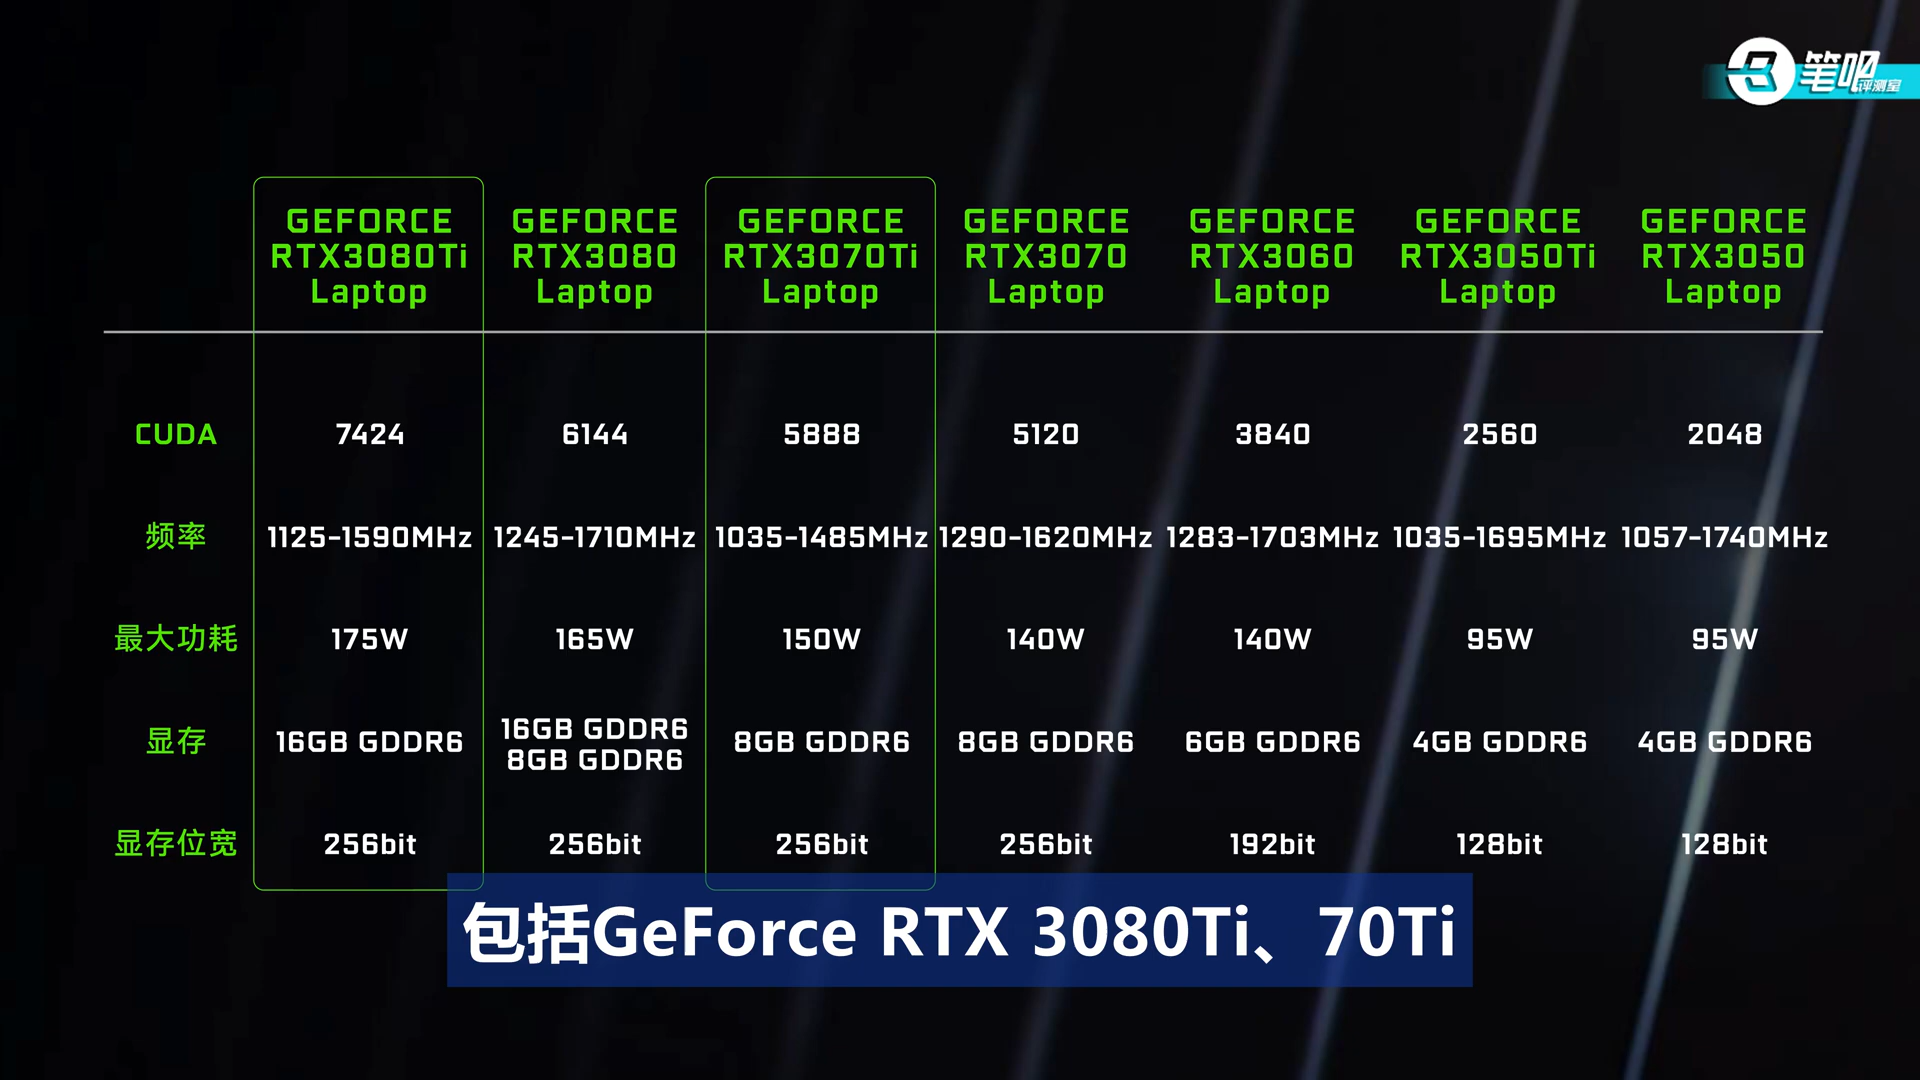 笔吧评测室
GEFORCE RTX3080Ti Laptop
GEFORCE RTX3080 Laptop
GEFORCE RTX3070Ti Laptop
GEFORCE RTX3070 Laptop
GEFORCE RTX3060 Laptop
GEFORCE RTX3050Ti Laptop
GEFORCE RTX3050 Laptop
CUDA 7424 6144 5888 5120 3840 2560 2048
频率 1125-1590MHz 1245-1710MHz 1035-1485MHz 1290-1620MHz 1283-1703MHz 1035-1695MHz 1057-1740MHz
最大功耗 175W 165W 150W 140W 140W 95W 95W
显存 16GB GDDR6 16GB GDDR6 8GB GDDR6 8GB GDDR6 8GB GDDR6 6GB GDDR6 4GB GDDR6 4GB GDDR6
显存位宽 256bit 256bit 256bit 256bit 192bit 128bit 128bit
包括GeForce RTX 3080Ti、70Ti